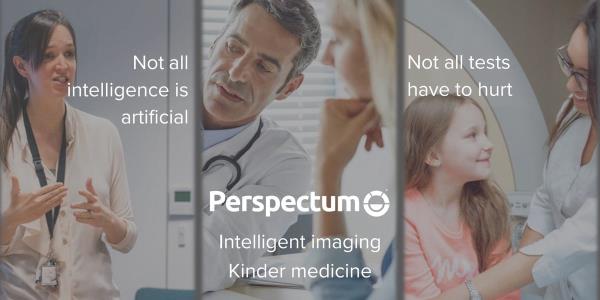 Not all
intelligence is
artificial
Perspectum
Intelligent imaging
Kinder medicine
Not all tests
have to hurt